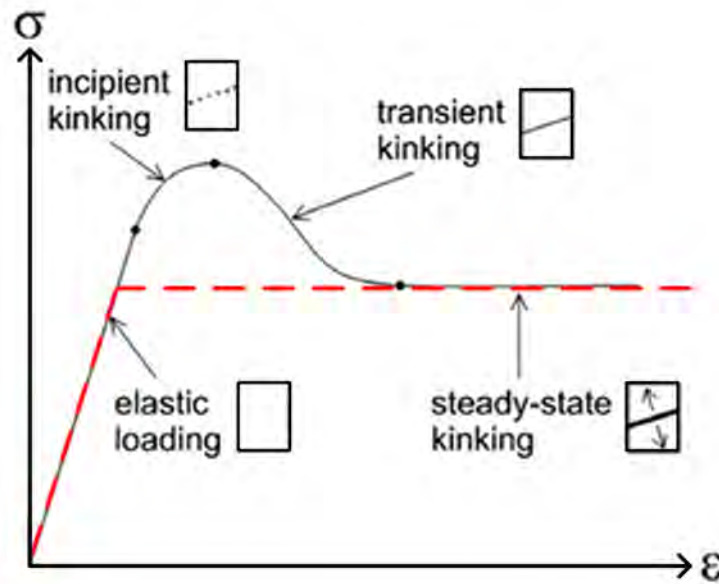 σ
incipient
kinking
transient
kinking
elastic
loading
steady-state
kinking
ε